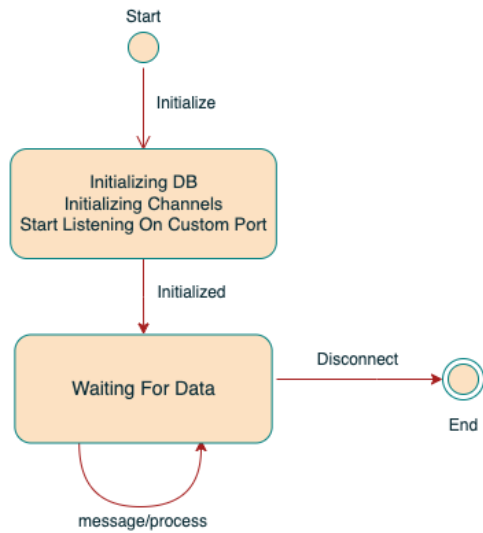 Start
Initialize
Initializing DB
Initializing Channels
Start Listening On Custom Port
Initialized
Waiting For Data
Disconnect
End
message/process